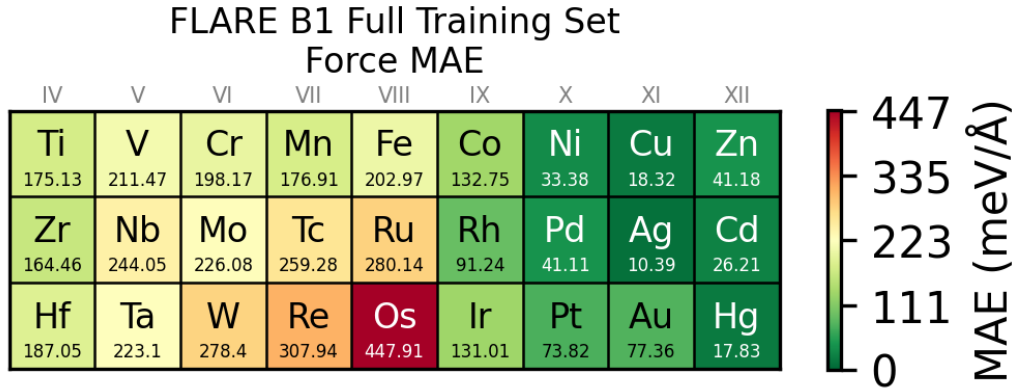 FLARE B1 Full Training Set
Force MAE
IV V VI VII VIII IX X XI XII
Ti V Cr Mn Fe Co Ni Cu Zn
175.13 211.47 198.17 176.91 202.97 132.75 33.38 18.32 41.18
Zr Nb Mo Tc Ru Rh Pd Ag Cd
164.46 244.05 226.08 259.28 280.14 91.24 41.11 10.39 26.21
Hf Ta W Re Os Ir Pt Au Hg
187.05 223.1 278.4 307.94 447.91 131.01 73.82 77.36 17.83
447
335
223
111
0
MAE (meV/Å)